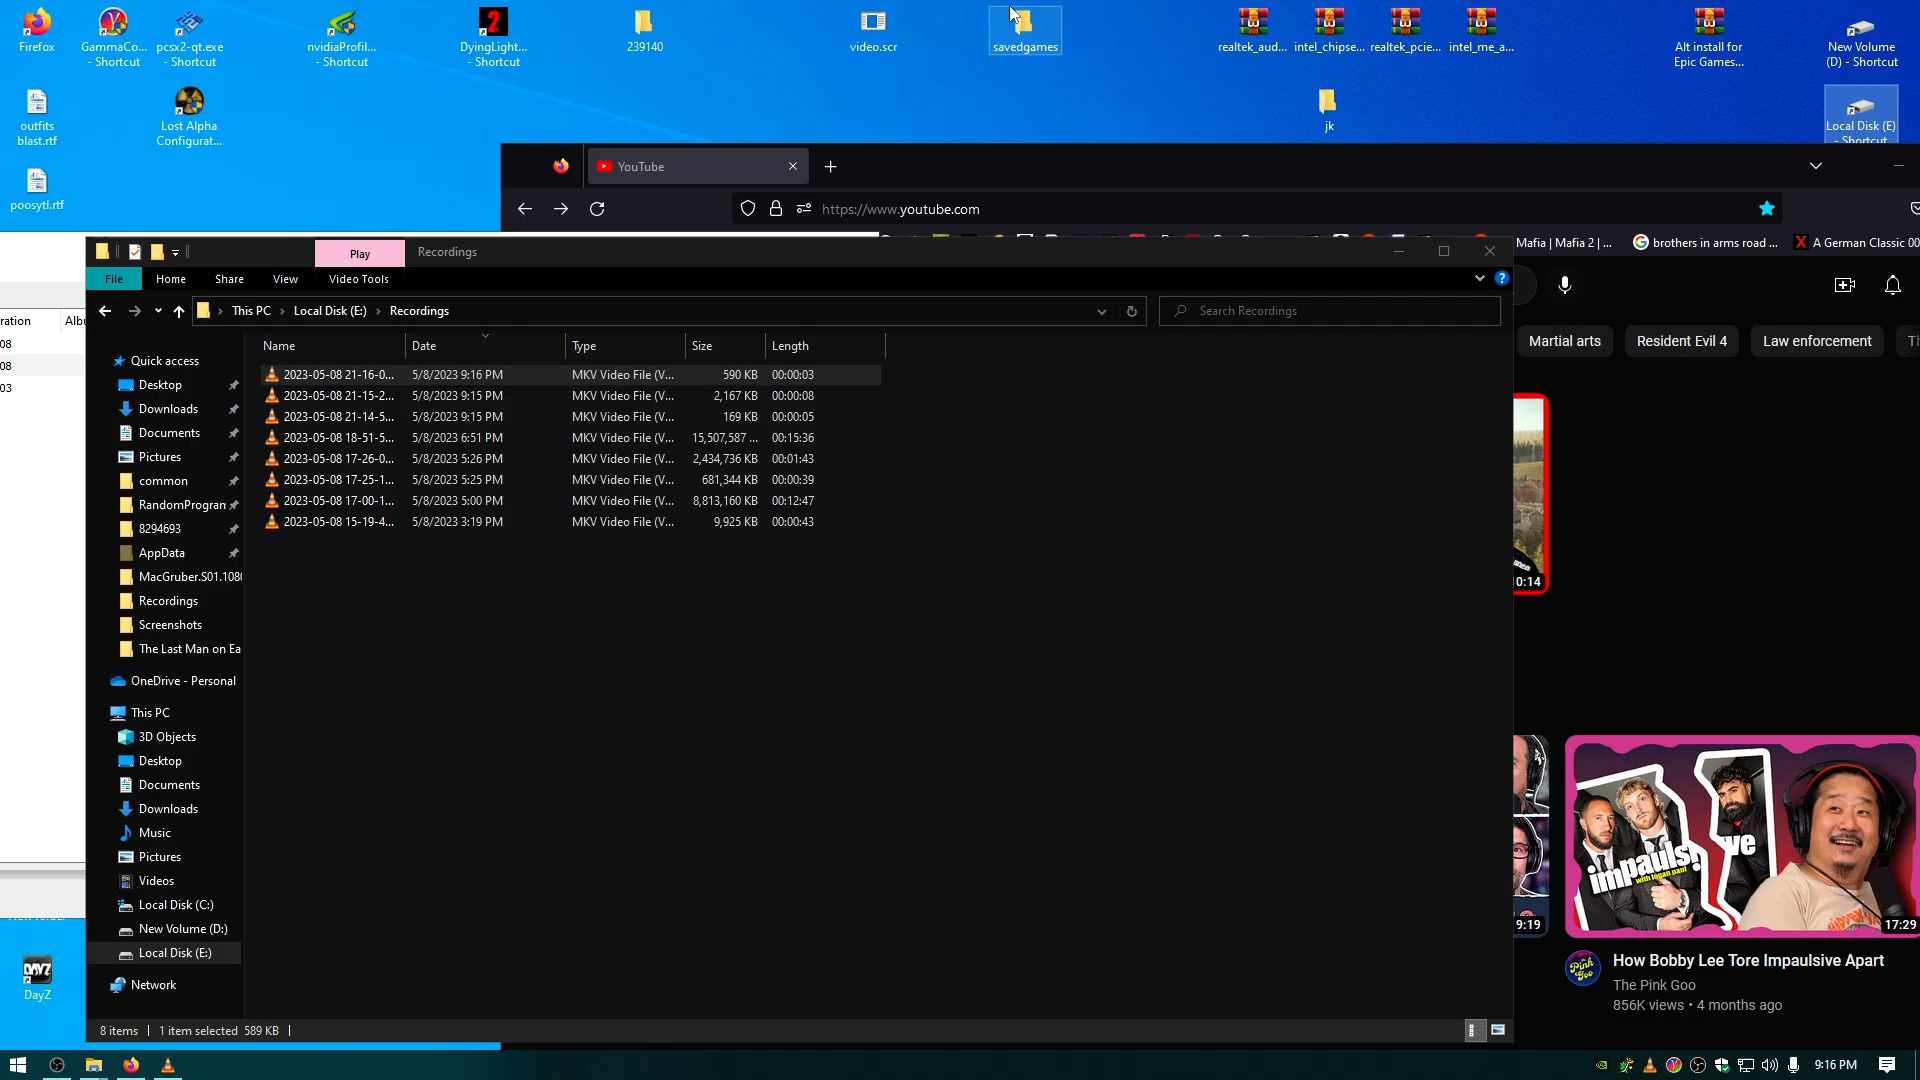 Firefox
GammaCo...
- Shortcut
pcsx2-qt.exe
- Shortcut
nvidiaProfil...
- Shortcut
DyingLight...
- Shortcut
239140
video.scr
savedgames
realtek_aud...
intel_chipse...
realtek_pcie...
intel_me_a...
Alt install for
Epic Games...
New Volume
(D) - Shortcut
outfits
blast.rtf
Lost Alpha
Configurat...
jk
Local Disk (E)
- Shortcut
poosytl.rtf
YouTube
https://www.youtube.com
Mafia | Mafia 2 | ...
brothers in arms road ...
A German Classic 00
Play
Recordings
File
Home
Share
View
Video Tools
This PC
Local Disk (E:)
Recordings
Search Recordings
ration
Albu
08
08
03
Martial arts
Resident Evil 4
Law enforcement
Name
Date
Type
Size
Length
2023-05-08 21-16-0... 5/8/2023 9:16 PM MKV Video File (V... 590 KB 00:00:03
2023-05-08 21-15-2... 5/8/2023 9:15 PM MKV Video File (V... 2,167 KB 00:00:08
2023-05-08 21-14-5... 5/8/2023 9:15 PM MKV Video File (V... 169 KB 00:00:05
2023-05-08 18-51-5... 5/8/2023 6:51 PM MKV Video File (V... 15,507,587 ... 00:15:36
2023-05-08 17-26-0... 5/8/2023 5:26 PM MKV Video File (V... 2,434,736 KB 00:01:43
2023-05-08 17-25-1... 5/8/2023 5:25 PM MKV Video File (V... 681,344 KB 00:00:39
2023-05-08 17-00-1... 5/8/2023 5:00 PM MKV Video File (V... 8,813,160 KB 00:12:47
2023-05-08 15-19-4... 5/8/2023 3:19 PM MKV Video File (V... 9,925 KB 00:00:43
Quick access
Desktop
Downloads
Documents
Pictures
common
RandomProgram
8294693
AppData
MacGruber.S01.1080
Recordings
Screenshots
The Last Man on Ea
OneDrive - Personal
This PC
3D Objects
Desktop
Documents
Downloads
Music
Pictures
Videos
Local Disk (C:)
New Volume (D:)
Local Disk (E:)
Network
8 items
1 item selected 589 KB
0:14
9:19
impaulsive
with logan paul
17:29
Pink Goo
How Bobby Lee Tore Impaulsive Apart
The Pink Goo
856K views • 4 months ago
DAYZ
DayZ
9:16 PM